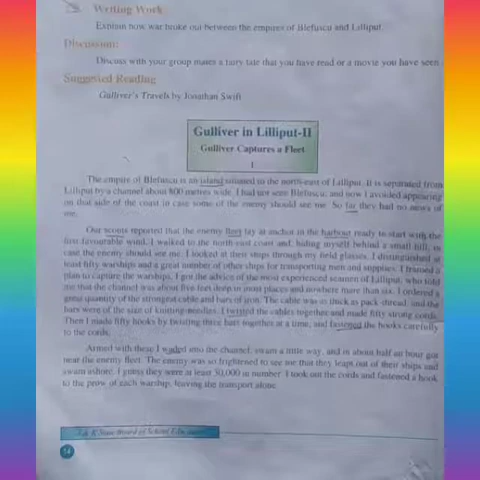 Writing Work
Explain how war broke out between the empires of Blefuscu and Lilliput.
Discussion:
Discuss with your group mates a fairy tale that you have read or a movie you have seen
Suggested Reading
Gulliver's Travels by Jonathan Swift
Gulliver in Lilliput-II
Gulliver Captures a Fleet
I
The empire of Blefuscu is an island situated to the north-east of Lilliput. It is separated from
Lilliput by a channel about 800 metres wide. I had not seen Blefuscu, and now I avoided appearing
on that side of the coast in case some of the enemy should see me. So far they had no news of
me.
Our scouts reported that the enemy fleet lay at anchor in the harbour ready to start with the
first favourable wind. I walked to the north-east coast and, hiding myself behind a small hill, in
case the enemy should see me. I looked at their ships through my field glasses. I distinguished at
least fifty warships and a great number of other ships for transporting men and supplies. I formed a
plan to capture the warships. I got the advice of the most experienced seamen of Lilliput, who told
me that the channel was about five feet deep in most places and nowhere more than six. I ordered a
great quantity of the strongest cable and bars of iron. The cable was as thick as pack-thread, and the
bars were of the size of knitting-needles. I twisted the cables together and made fifty strong cords.
Then I made fifty hooks by twisting three bars together at a time, and fastened the hooks carefully
to the cords.
Armed with these I waded into the channel, swam a little way, and in about half an hour got
near the enemy fleet. The enemy was so frightened to see me that they leapt out of their ships and
swam ashore. I guess they were at least 30,000 in number. I took out the cords and fastened a hook
to the prow of each warship, leaving the transport alone.
J & K State Board of School Education